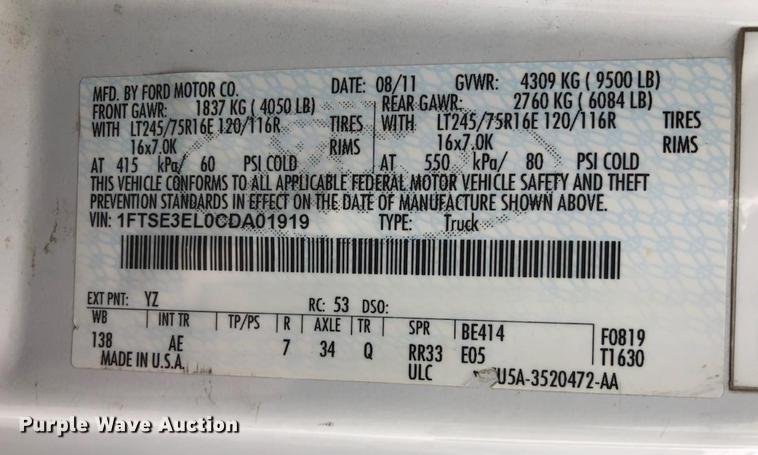 MFD. BY FORD MOTOR CO. DATE: 08/11 GVWR: 4309 KG ( 9500 LB)
FRONT GAWR: 1837 KG ( 4050 LB) REAR GAWR: 2760 KG ( 6084 LB)
WITH LT245/75R16E 120/116R TIRES WITH LT245/75R16E 120/116R TIRES
16x7.0K RIMS 16x7.0K RIMS
AT 415 kPa/ 60 PSI COLD AT 550 kPa/ 80 PSI COLD
THIS VEHICLE CONFORMS TO ALL APPLICABLE FEDERAL MOTOR VEHICLE SAFETY AND THEFT
PREVENTION STANDARDS IN EFFECT ON THE DATE OF MANUFACTURE SHOWN ABOVE.
VIN: 1FTSE3EL0CDA01919 TYPE: Truck
EXT PNT: YZ RC: 53 DSO:
WB INT TR TP/PS R AXLE TR SPR BE414 F0819
138 AE 7 34 Q RR33 E05 T1630
MADE IN U.S.A. ULC U5A-3520472-AA
Purple Wave Auction